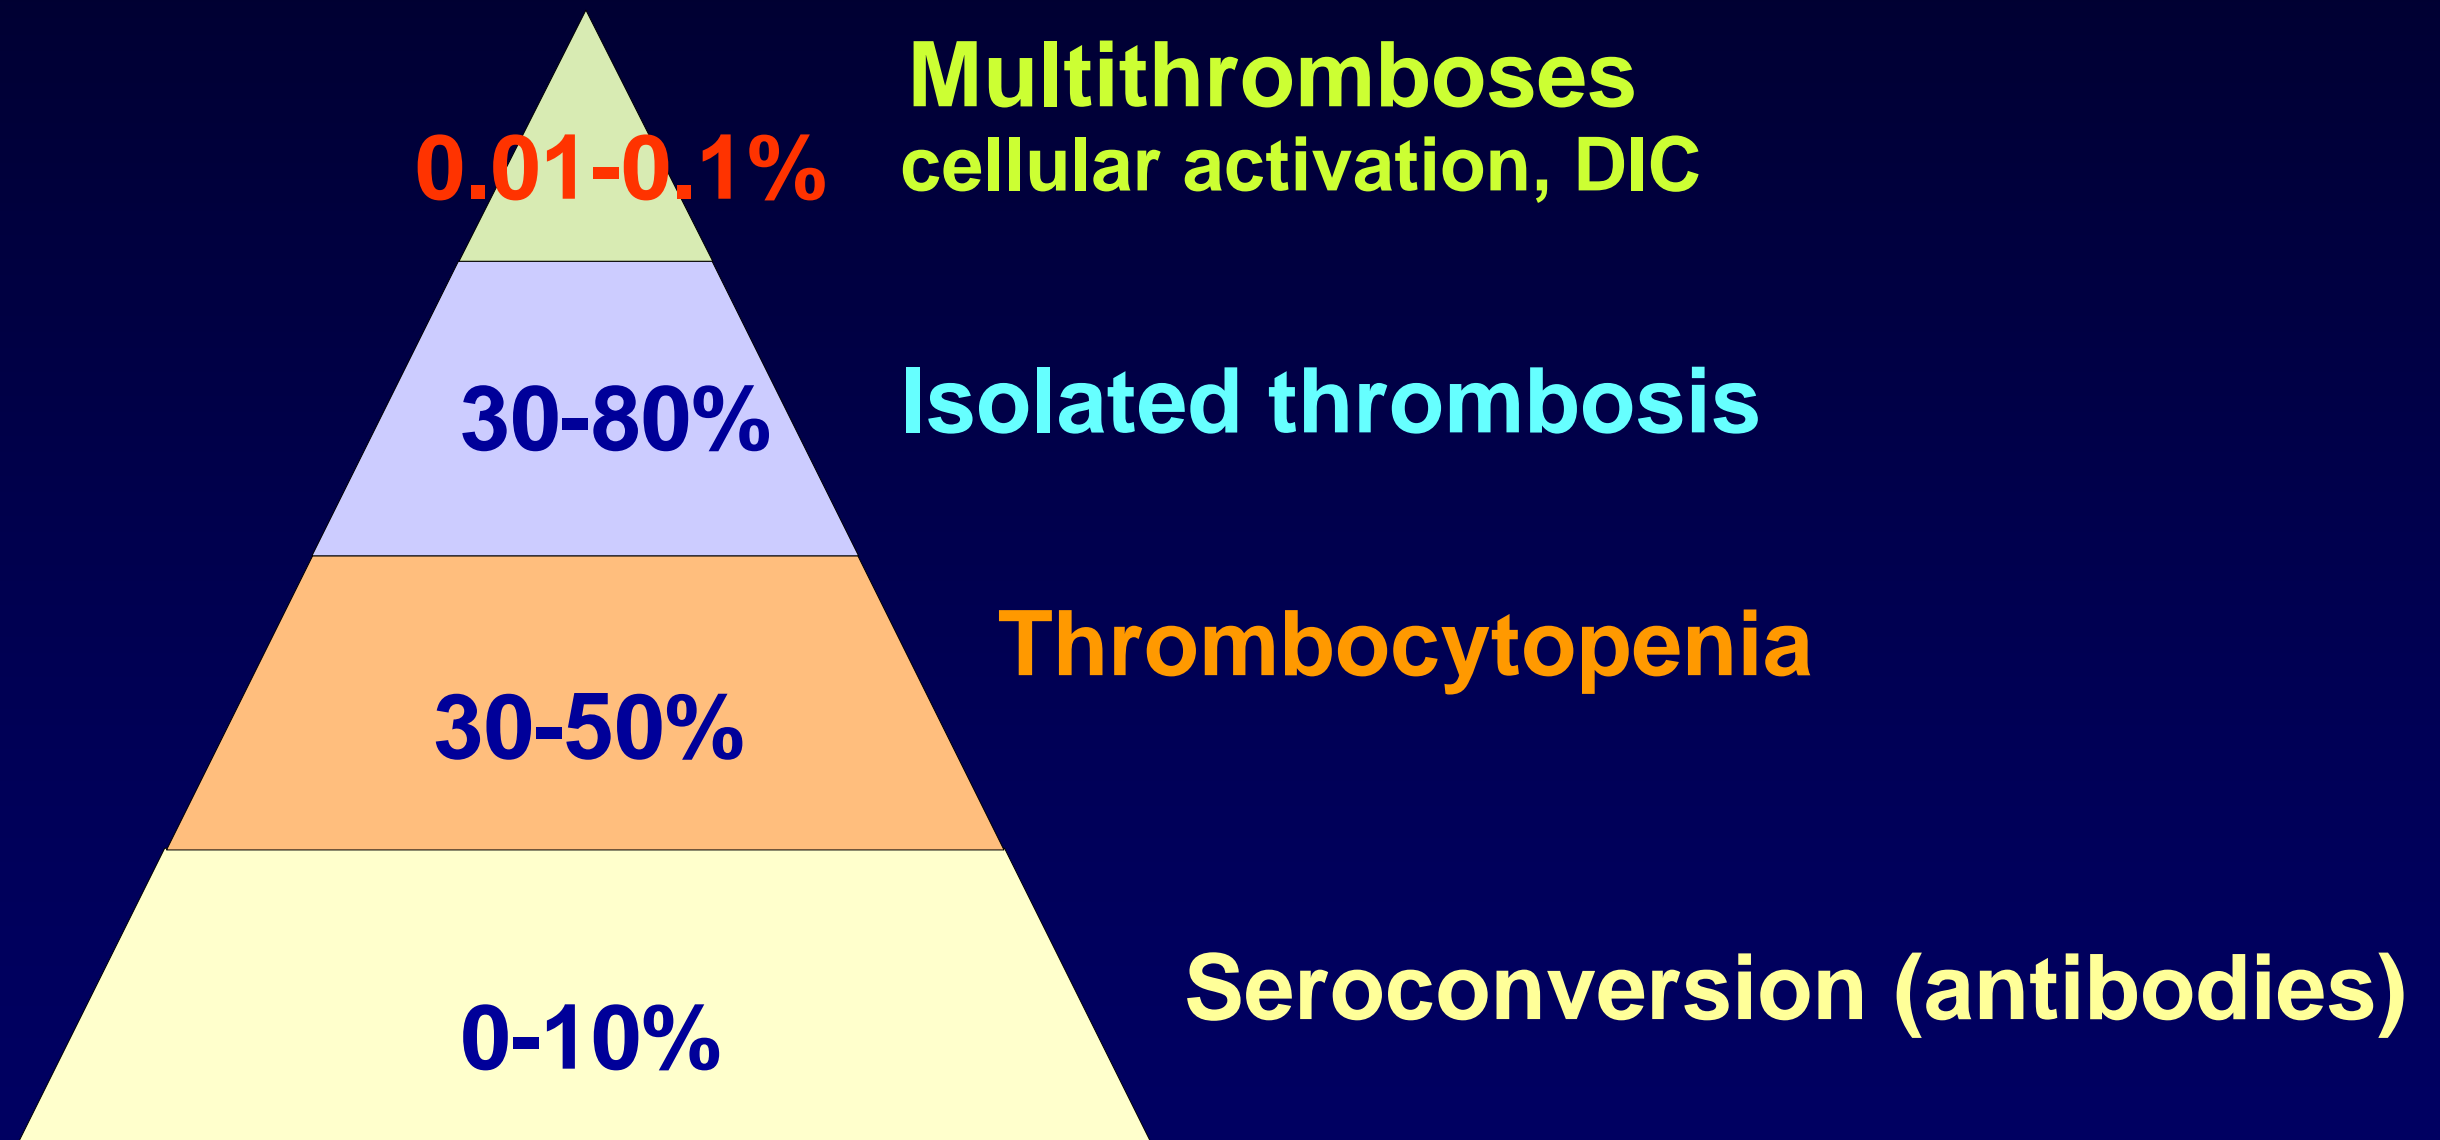 Multithromboses
0.01-0.1%
cellular activation, DIC
30-80%
Isolated thrombosis
Thrombocytopenia
30-50%
Seroconversion (antibodies)
0-10%